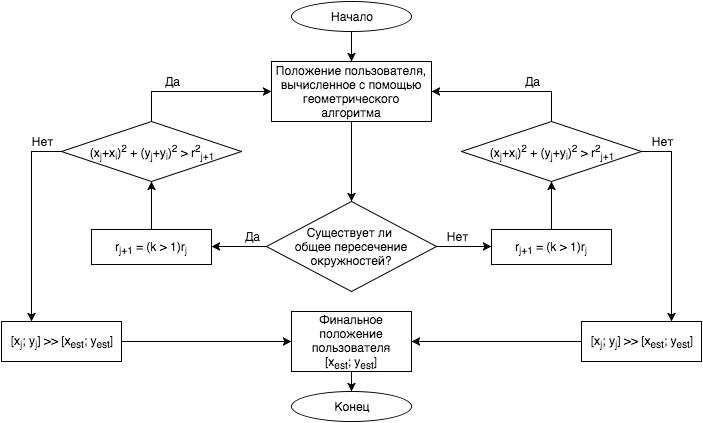 Начало
Положение пользователя,
вычисленное с помощью
геометрического
алгоритма
Да
Да
Нет
(xⱼ+xᵢ)² + (yⱼ+yᵢ)² > r²ⱼ₊₁
(xⱼ+xᵢ)² + (yⱼ+yᵢ)² > r²ⱼ₊₁
Нет
Существует ли
общее пересечение
окружностей?
Да
Нет
rⱼ₊₁ = (k > 1)rⱼ
rⱼ₊₁ = (k > 1)rⱼ
[xⱼ; yⱼ] >> [xₑₛₜ; yₑₛₜ]
Финальное
положение
пользователя
[xₑₛₜ; yₑₛₜ]
[xⱼ; yⱼ] >> [xₑₛₜ; yₑₛₜ]
Конец